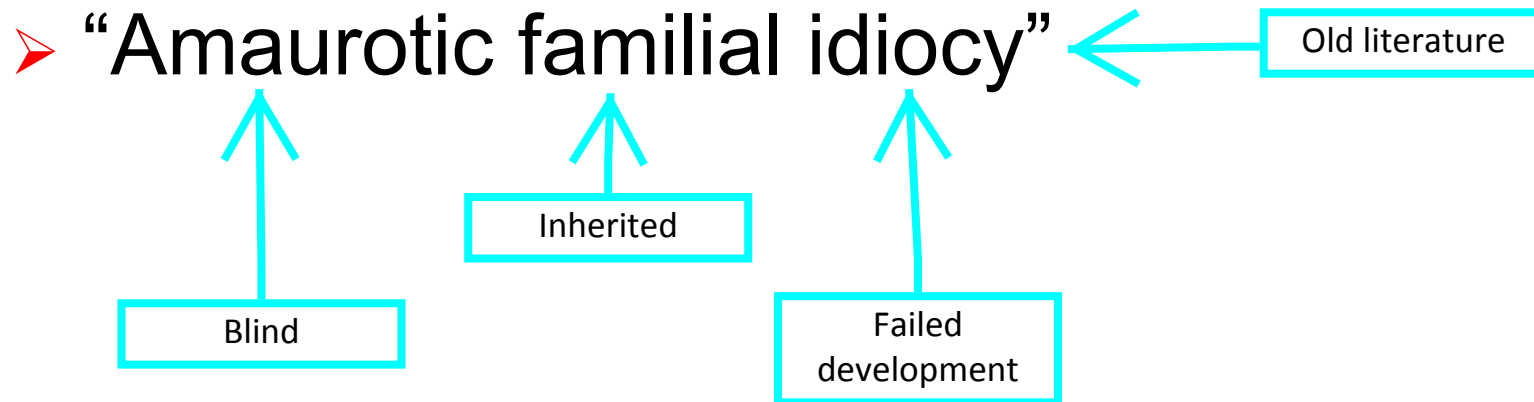 “Amaurotic familial idiocy”
Old literature
Inherited
Blind
Failed
development